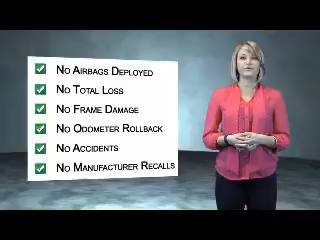 No Airbags Deployed
No Total Loss
No Frame Damage
No Odometer Rollback
No Accidents
No Manufacturer Recalls